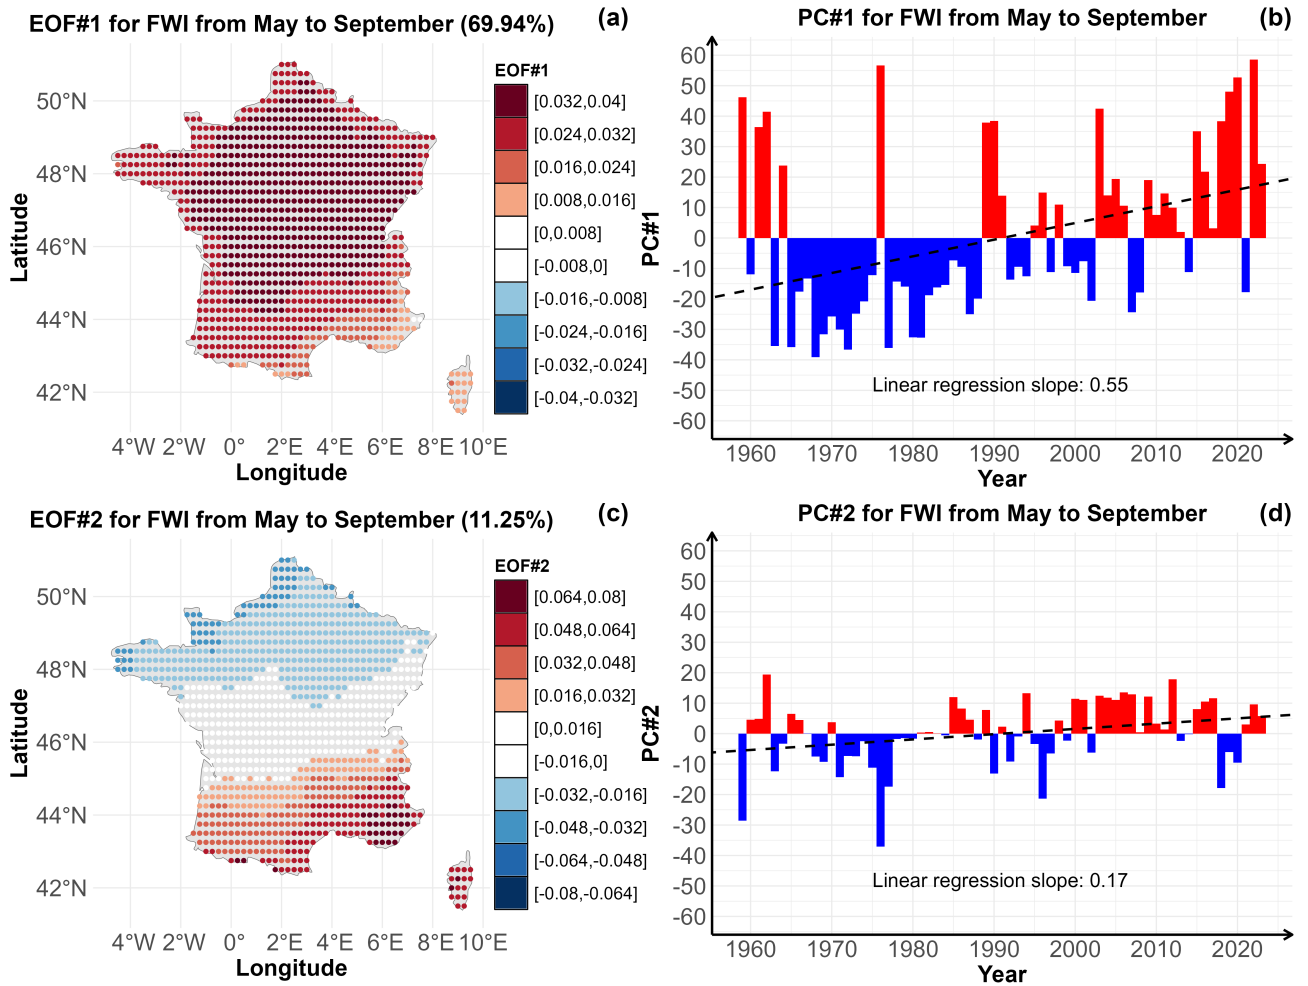 EOF#1 for FWI from May to September (69.94%)
(a)
EOF#1
[0.032,0.04]
[0.024,0.032]
[0.016,0.024]
[0.008,0.016]
[0,0.008]
[-0.008,0]
[-0.016,-0.008]
[-0.024,-0.016]
[-0.032,-0.024]
[-0.04,-0.032]
50°N
48°N
46°N
44°N
42°N
Latitude
4°W 2°W 0° 2°E 4°E 6°E 8°E 10°E
Longitude
PC#1 for FWI from May to September
(b)
60
50
40
30
20
10
0
-10
-20
-30
-40
-50
-60
PC#1
Linear regression slope: 0.55
1960 1970 1980 1990 2000 2010 2020
Year
EOF#2 for FWI from May to September (11.25%)
(c)
EOF#2
[0.064,0.08]
[0.048,0.064]
[0.032,0.048]
[0.016,0.032]
[0,0.016]
[-0.016,0]
[-0.032,-0.016]
[-0.048,-0.032]
[-0.064,-0.048]
[-0.08,-0.064]
50°N
48°N
46°N
44°N
42°N
Latitude
4°W 2°W 0° 2°E 4°E 6°E 8°E 10°E
Longitude
PC#2 for FWI from May to September
(d)
60
50
40
30
20
10
0
-10
-20
-30
-40
-50
-60
PC#2
Linear regression slope: 0.17
1960 1970 1980 1990 2000 2010 2020
Year